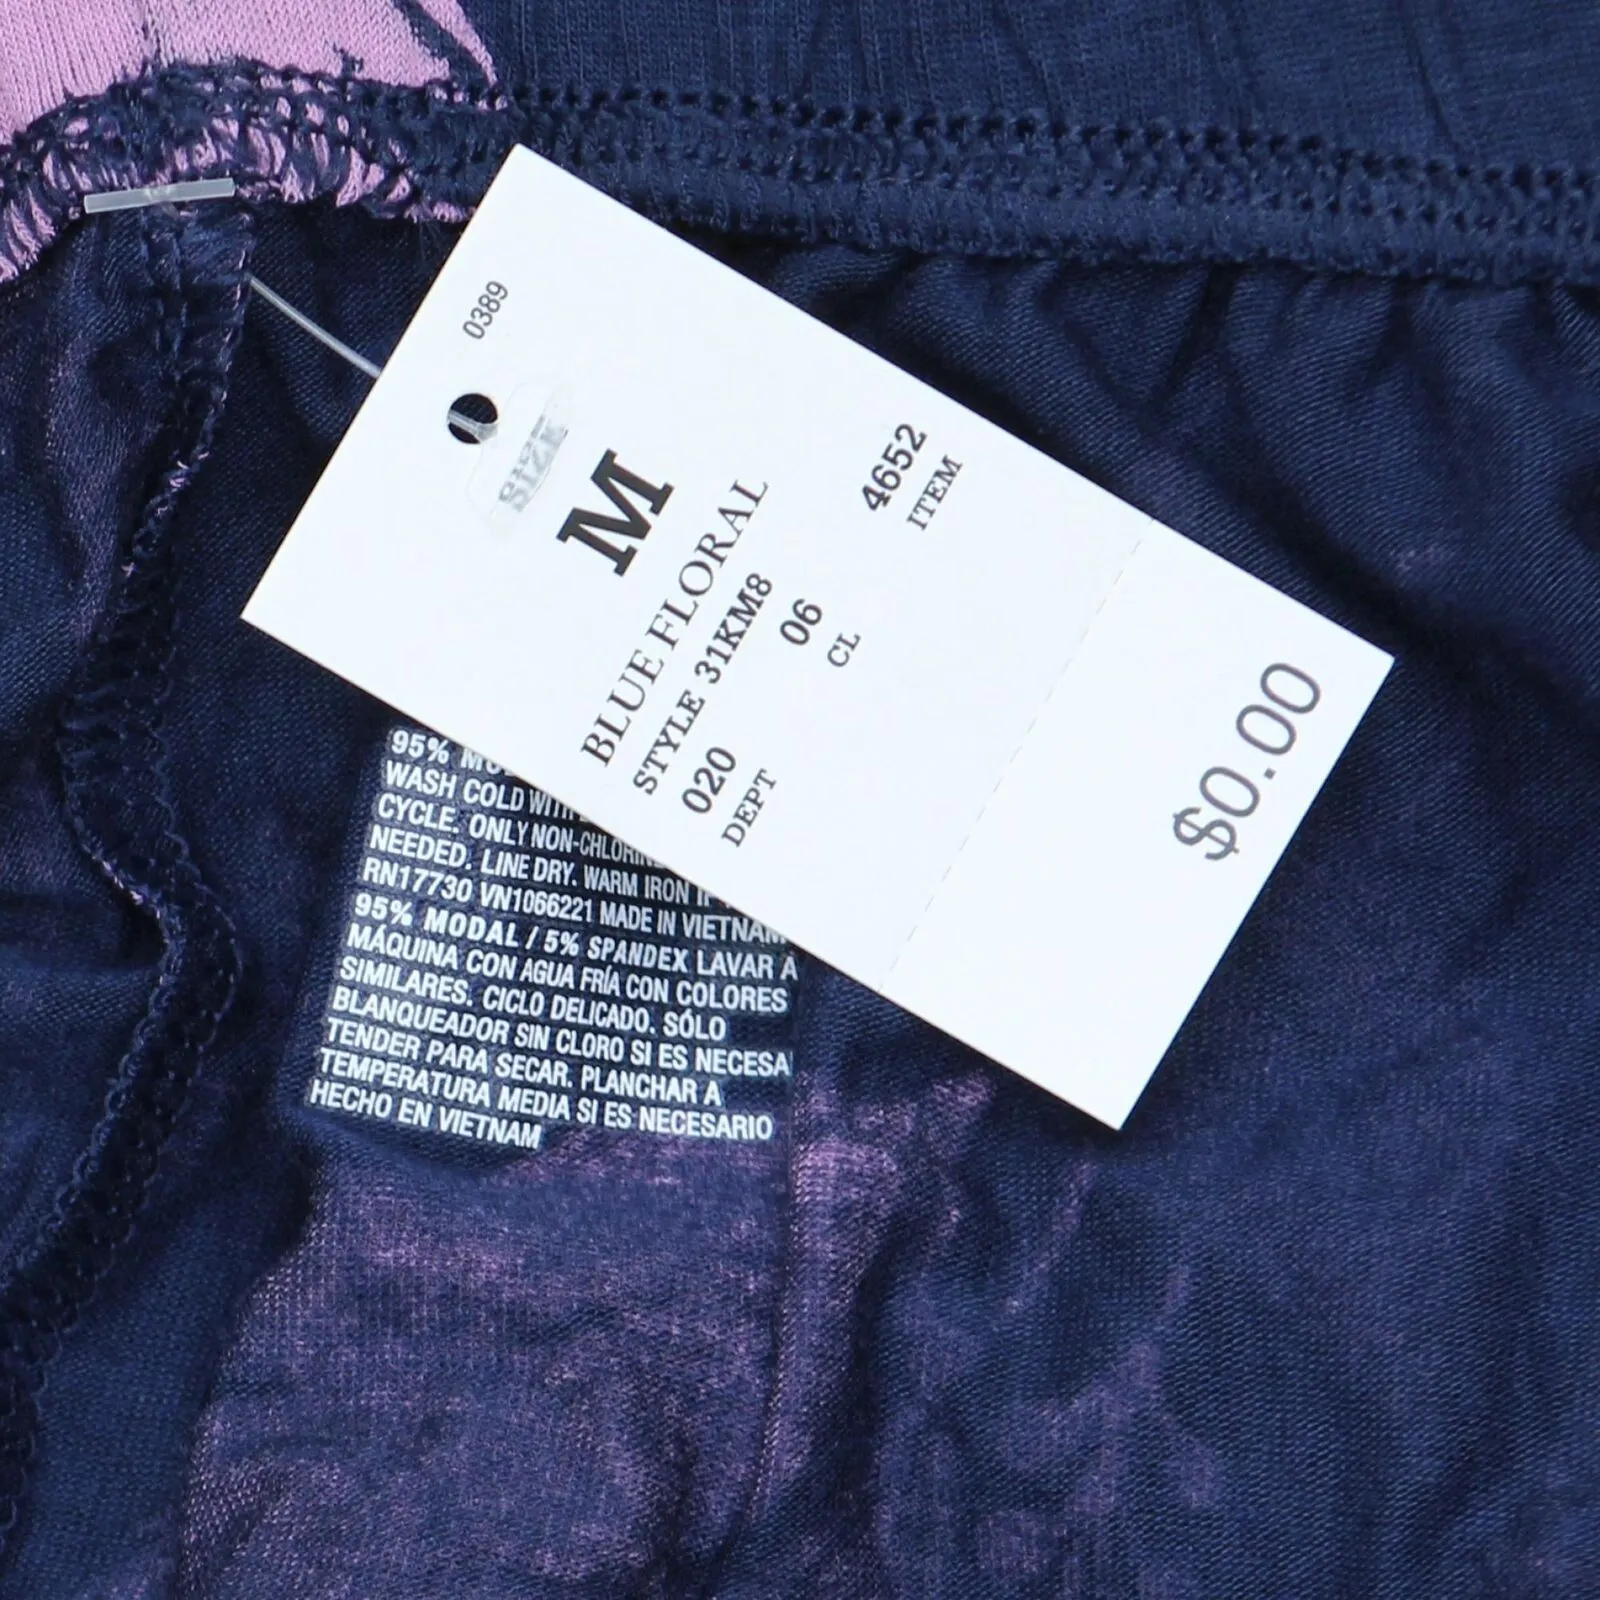 0389
SIZE
M
BLUE FLORAL
STYLE 31KM8
020 06 4652
DEPT CL ITEM
$0.00
95%
WASH COLD
CYCLE. ONLY NON-CHLORINE
NEEDED. LINE DRY. WARM IRON
RN17730 VN1066221 MADE IN VIETNAM
95% MODAL / 5% SPANDEX LAVAR A
MÁQUINA CON AGUA FRÍA CON COLORES
SIMILARES. CICLO DELICADO. SÓLO
BLANQUEADOR SIN CLORO SI ES NECESA
TENDER PARA SECAR. PLANCHAR A
TEMPERATURA MEDIA SI ES NECESARIO
HECHO EN VIETNAM